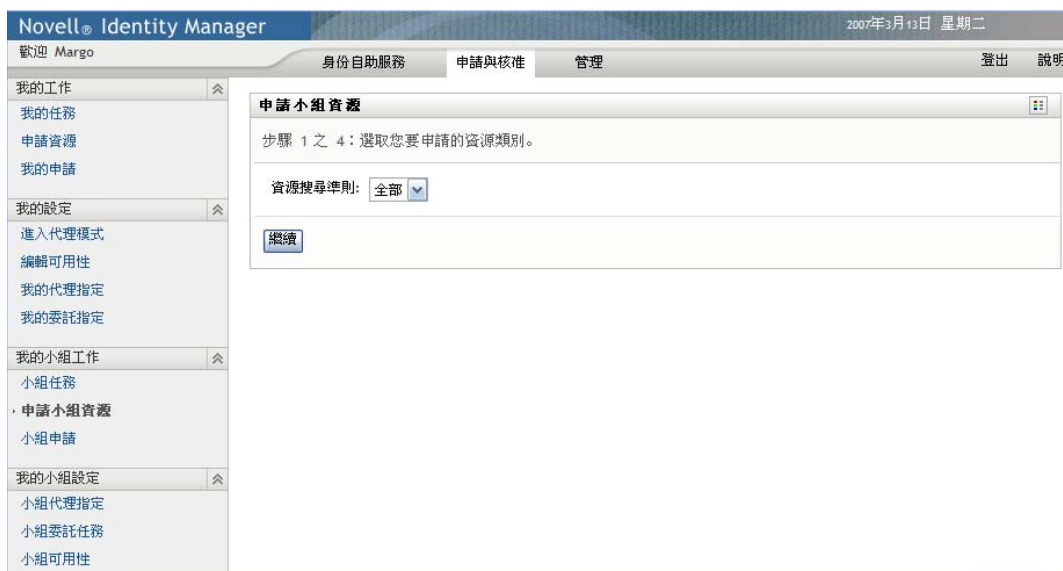 Novell® Identity Manager
2007年3月13日 星期二
歡迎 Margo
身份自助服務 申請與核准 管理 登出 說明
我的工作
我的任務
申請資源
我的申請
我的設定
進入代理模式
編輯可用性
我的代理指定
我的委託指定
我的小組工作
小組任務
申請小組資源
小組申請
我的小組設定
小組代理指定
小組委託任務
小組可用性
申請小組資源
步驟 1 之 4：選取您要申請的資源類別。
資源搜尋準則: 全部
繼續